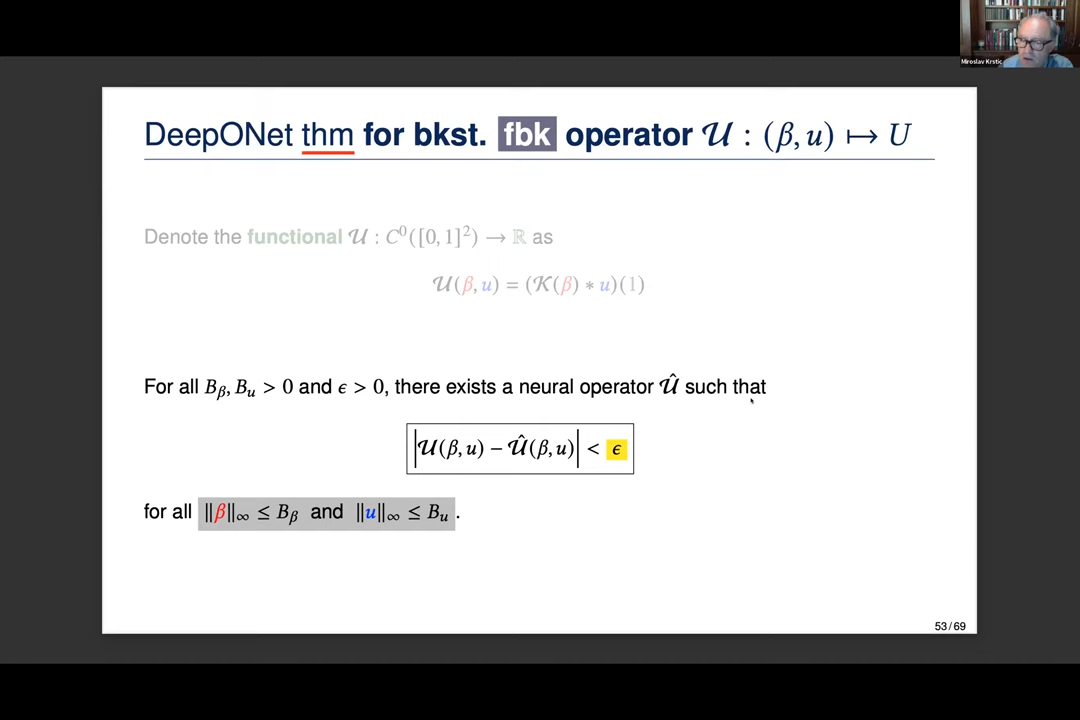 Miroslav Krstic
DeepONet thm for bkst. fbk operator 𝒰 : (β, u) ↦ U
Denote the functional 𝒰 : C⁰([0, 1]²) → ℝ as
𝒰(β, u) = (𝒦(β) * u)(1)
For all B_β, B_u > 0 and ϵ > 0, there exists a neural operator 𝒰̂ such that
|𝒰(β, u) − 𝒰̂(β, u)| < ϵ
for all ‖β‖_∞ ≤ B_β and ‖u‖_∞ ≤ B_u.
53 / 69